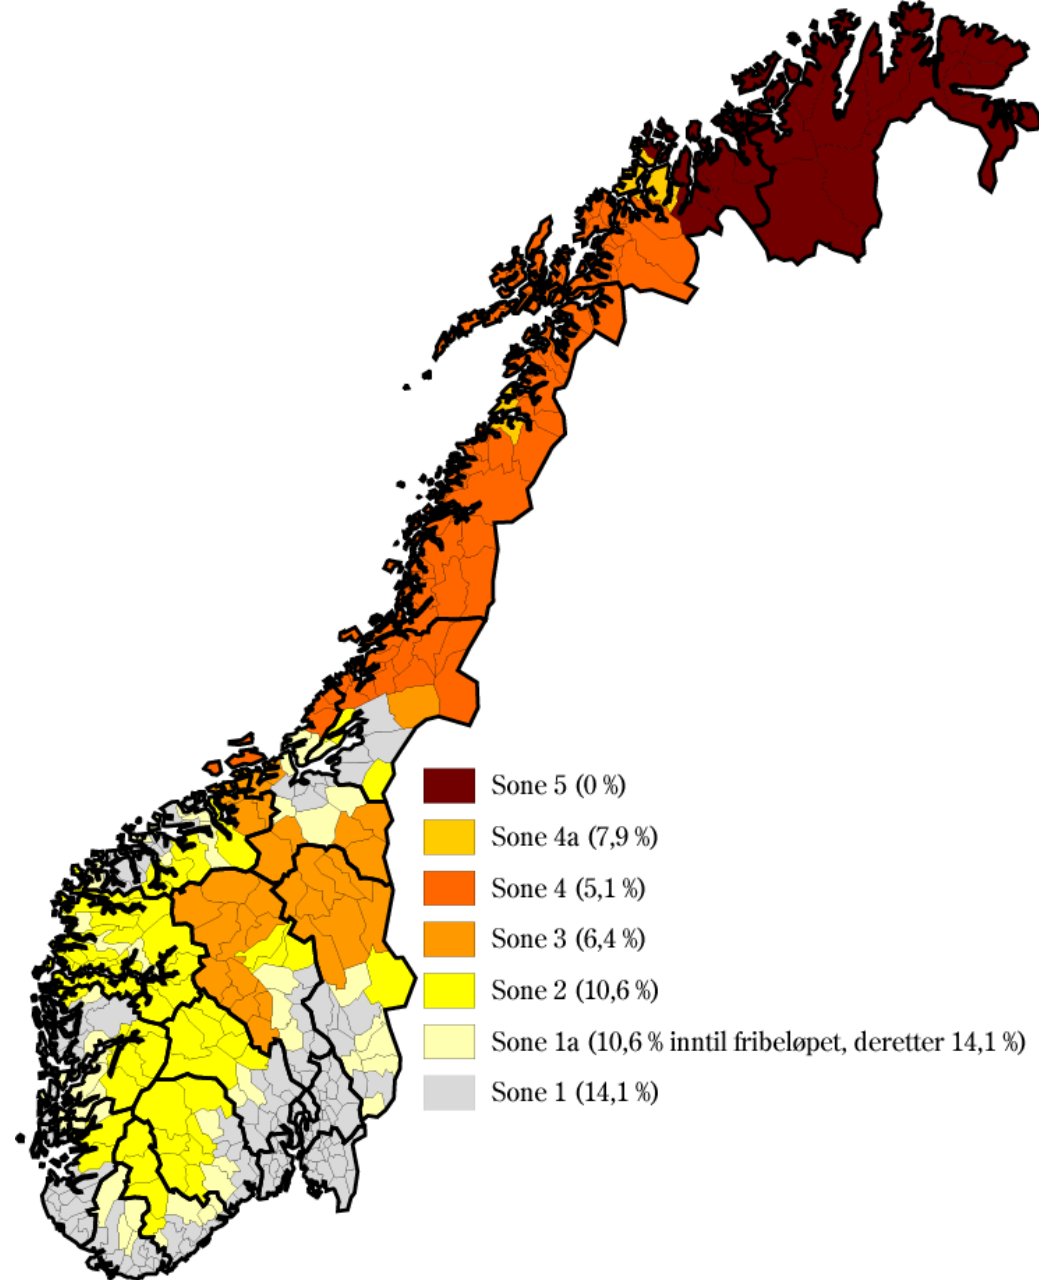 Sone 5 (0 %)
Sone 4a (7,9 %)
Sone 4 (5,1 %)
Sone 3 (6,4 %)
Sone 2 (10,6 %)
Sone 1a (10,6 % inntil fribeløpet, deretter 14,1 %)
Sone 1 (14,1 %)